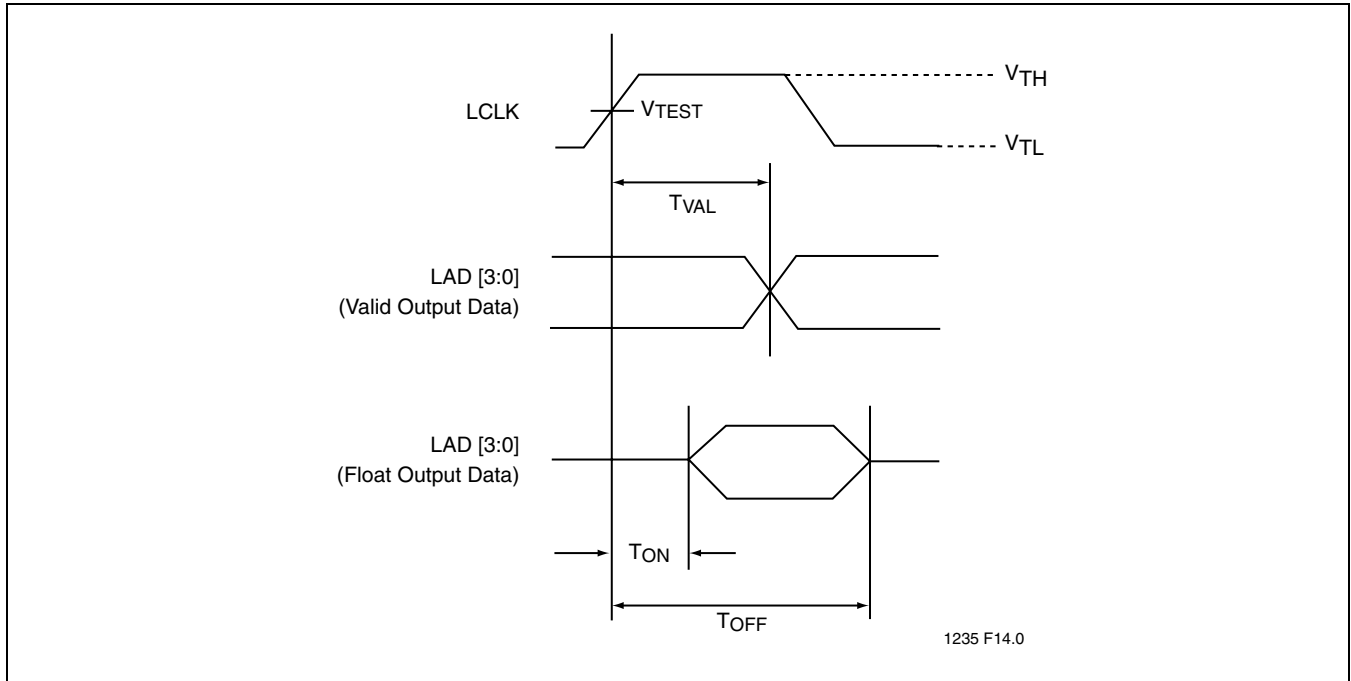 VTH
LCLK
VTEST
VTL
TVAL
LAD [3:0]
(Valid Output Data)
LAD [3:0]
(Float Output Data)
TON
TOFF
1235 F14.0